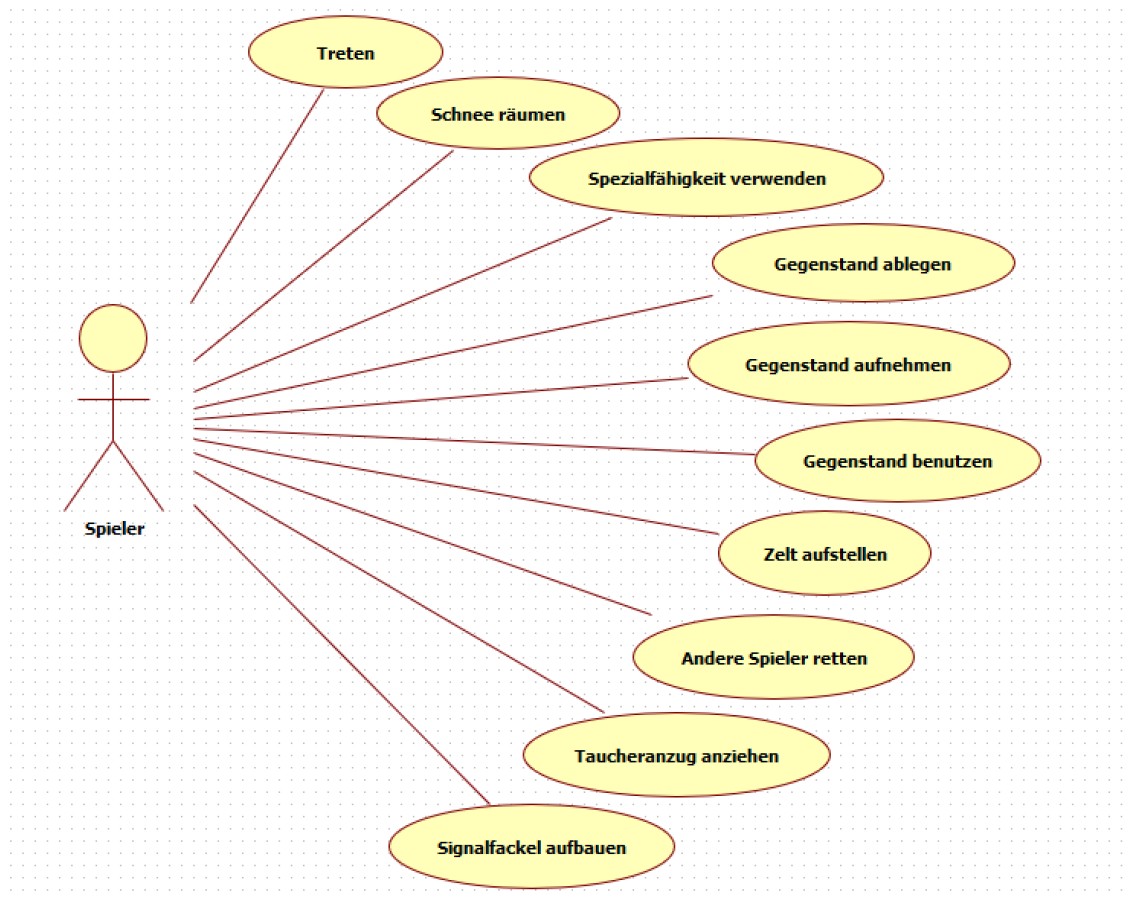 Treten
Schnee räumen
Spezialfähigkeit verwenden
Gegenstand ablegen
Gegenstand aufnehmen
Gegenstand benutzen
Spieler
Zelt aufstellen
Andere Spieler retten
Taucheranzug anziehen
Signalfackel aufbauen